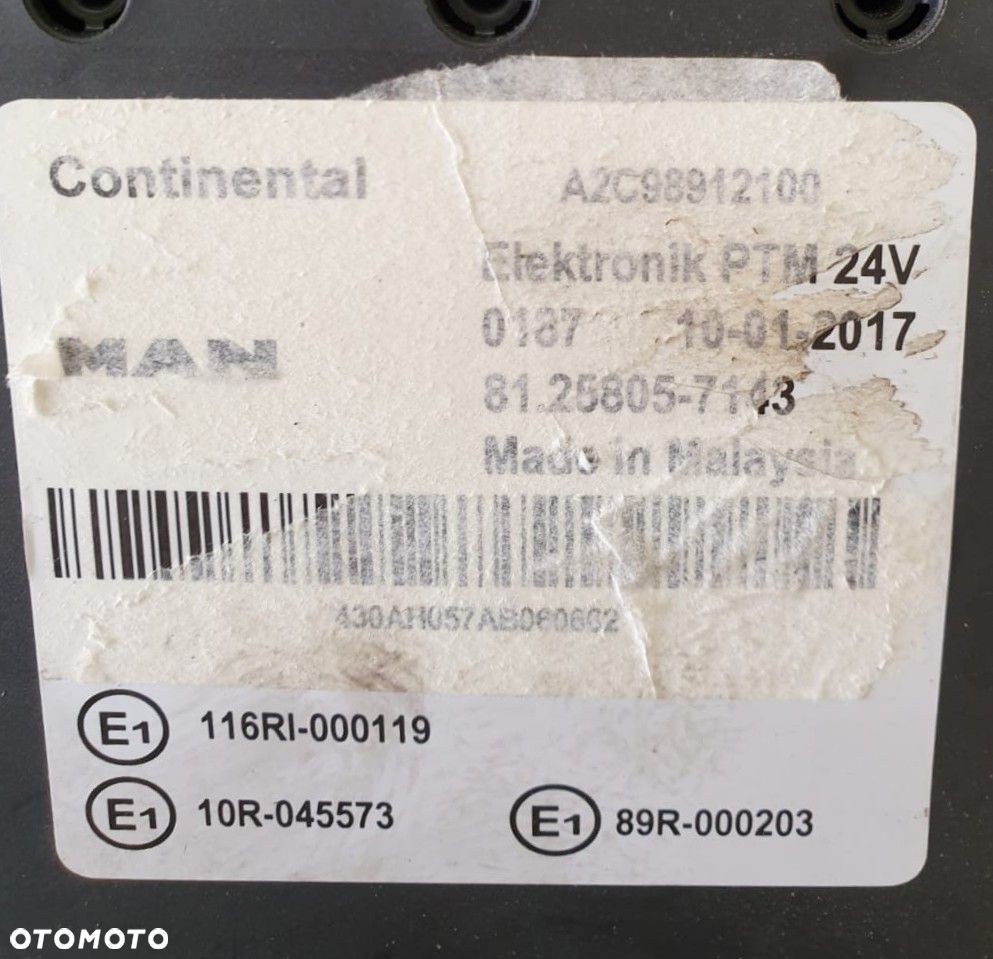 Continental A2C98912100
Elektronik PTM 24V
0187 10-01-2017
MAN
81.25805-7143
Made in Malaysia
430AH057AB060602
E1 116RI-000119
E1 10R-045573 E1 89R-000203
OTOMOTO